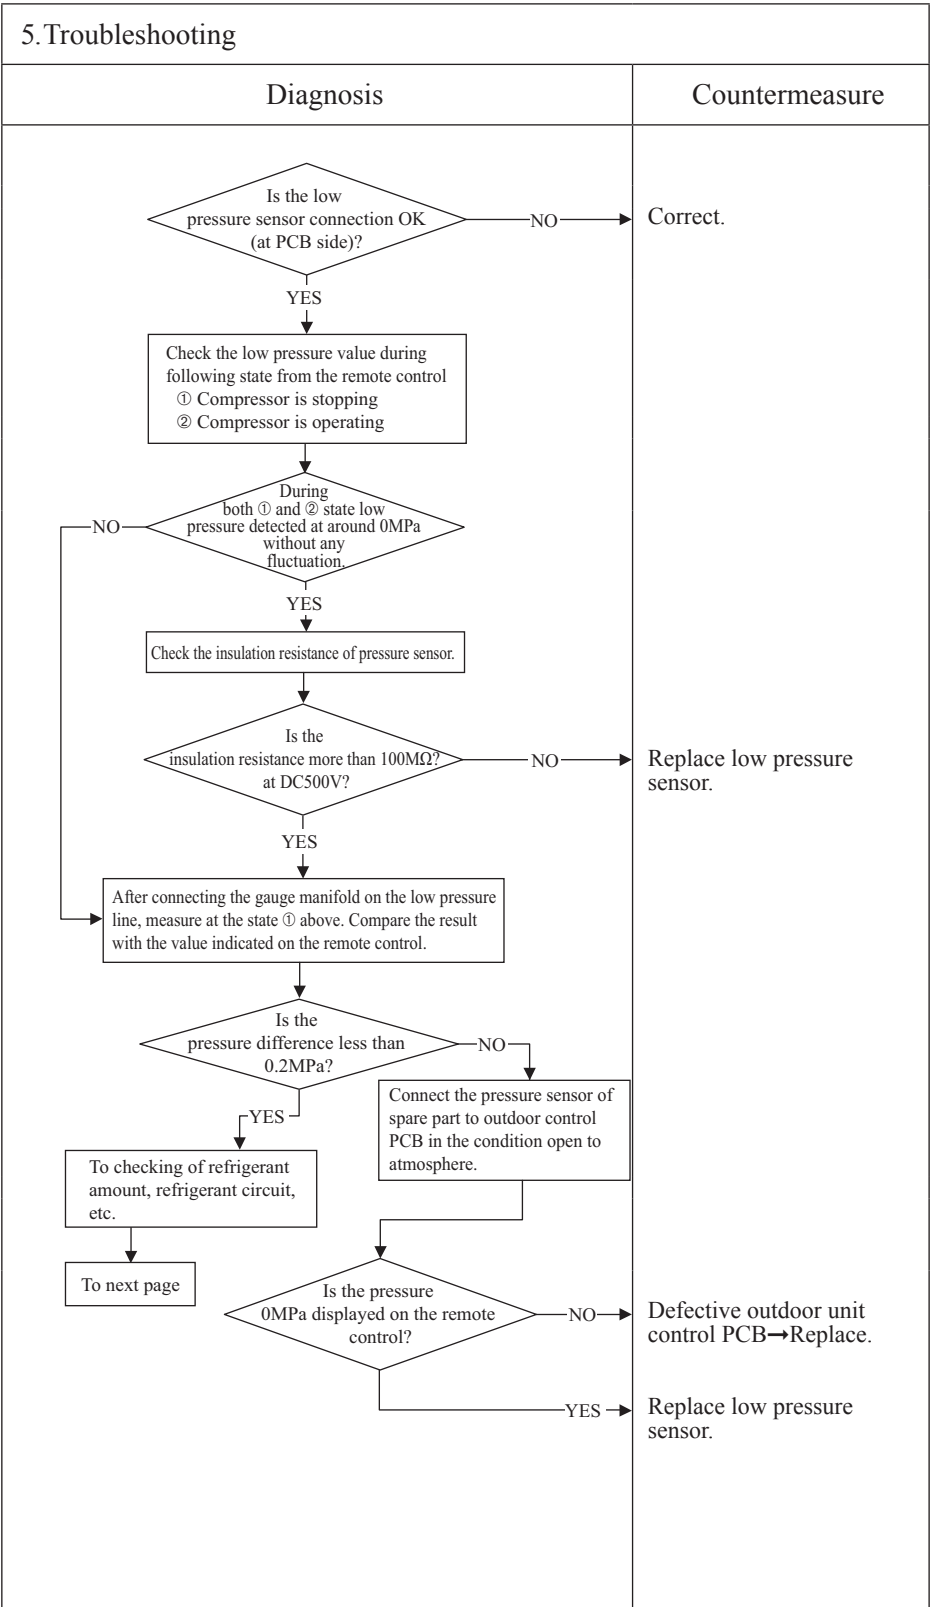 5.Troubleshooting
Diagnosis
Countermeasure
Is the low
pressure sensor connection OK
(at PCB side)?
NO
Correct.
YES
Check the low pressure value during
following state from the remote control
① Compressor is stopping
② Compressor is operating
During
both ① and ② state low
pressure detected at around 0MPa
without any
fluctuation.
NO
YES
Check the insulation resistance of pressure sensor.
Is the
insulation resistance more than 100MΩ?
at DC500V?
NO
Replace low pressure
sensor.
YES
After connecting the gauge manifold on the low pressure
line, measure at the state ① above. Compare the result
with the value indicated on the remote control.
Is the
pressure difference less than
0.2MPa?
NO
YES
Connect the pressure sensor of
spare part to outdoor control
PCB in the condition open to
atmosphere.
To checking of refrigerant
amount, refrigerant circuit,
etc.
To next page
Is the pressure
0MPa displayed on the remote
control?
NO
Defective outdoor unit
control PCB→Replace.
YES
Replace low pressure
sensor.